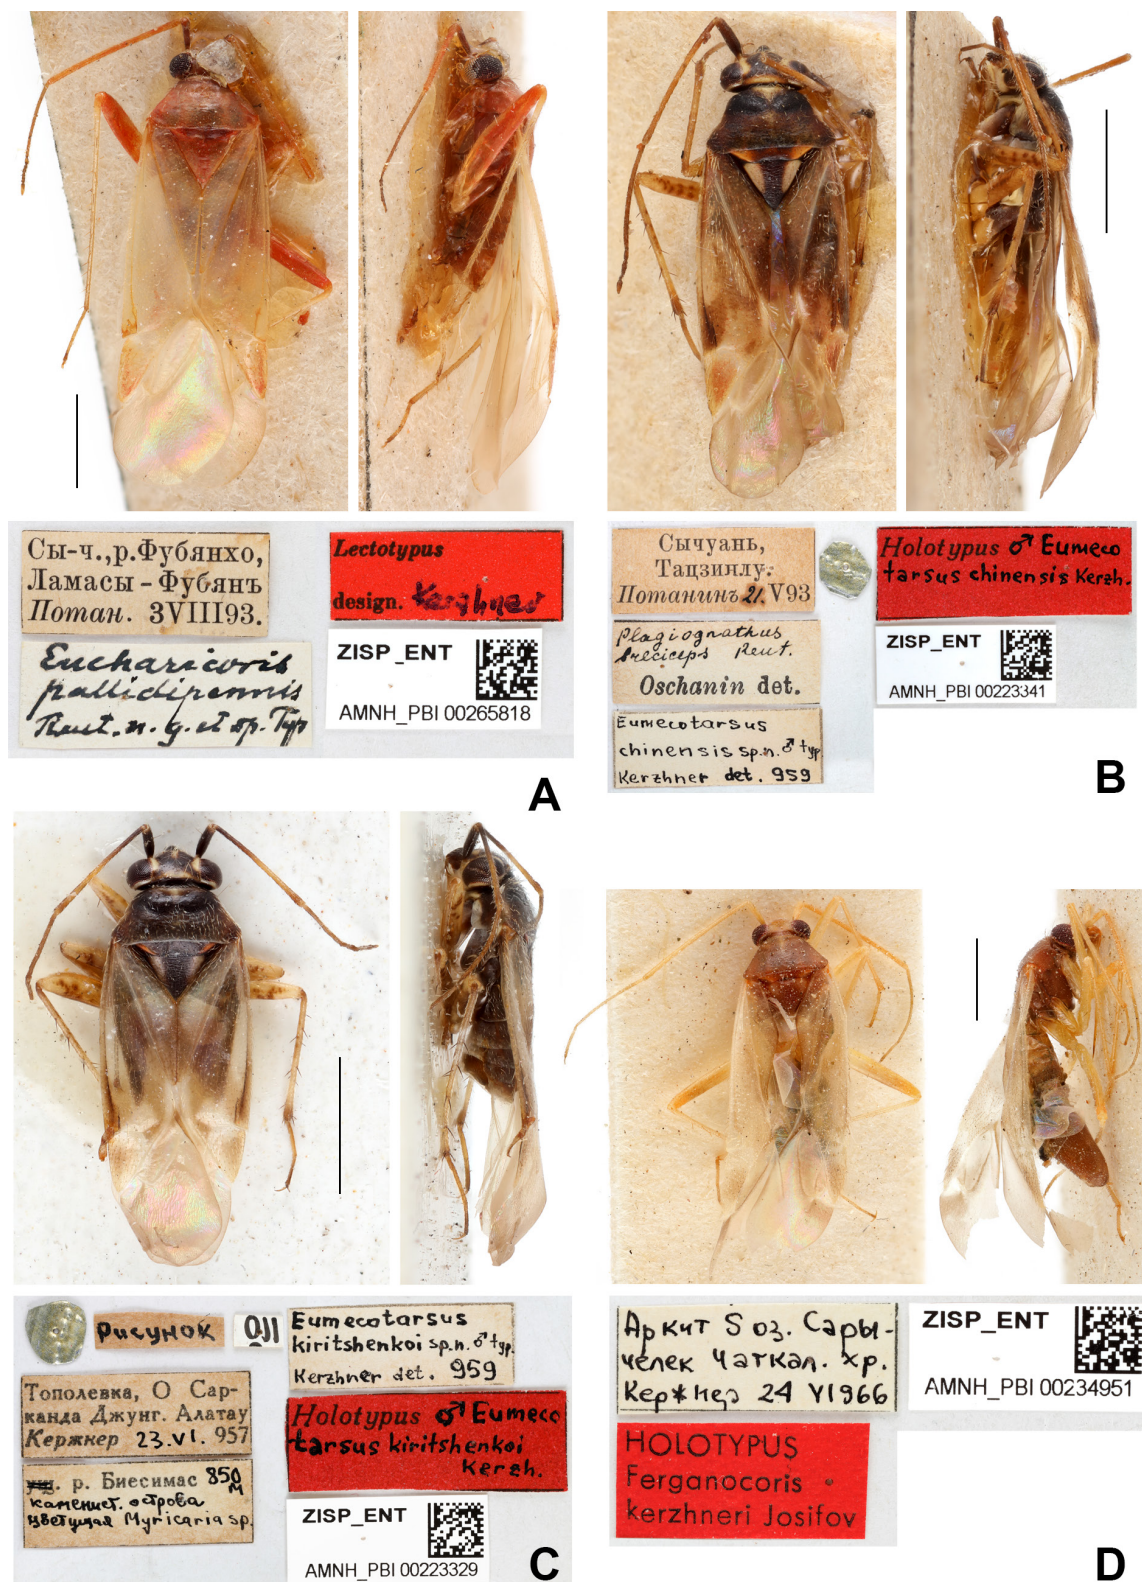 Сы-ч.,р.Фубянхо,
Ламасы-Фубянъ
Потан. 3VIII93.
Lectotypus
design. Kerzhner
Eucharicoris
pallidipennis
Reut. n. g. et sp. Typ
ZISP_ENT
AMNH_PBI 00265818
A
Сычуань,
Тацзинлу.
Потанинъ 21. V93
Holotypus ♂ Eumeco
tarsus chinensis Kerzh.
Plagiognathus
breviceps Reut.
Oschanin det.
ZISP_ENT
AMNH_PBI 00223341
Eumecotarsus
chinensis sp.n. ♂ typ.
Kerzhner det. 959
B
Рисунок
Eumecotarsus
kiritshenkoi sp.n. ♂ typ.
Kerzhner det. 959
Тополевка, О Сар-
канда Джунг. Алатау
Кержнер 23.VI. 957
Holotypus ♂ Eumeco
tarsus kiritshenkoi
Kerzh.
р. Биесимас 850
м
каменист. острова
цветущая Myricaria sp.
ZISP_ENT
AMNH_PBI 00223329
C
Аркит S оз. Сары-
челек Чаткал. хр.
Кержнер 24 VI966
ZISP_ENT
AMNH_PBI 00234951
HOLOTYPUS
Ferganocoris
kerzhneri Josifov
D